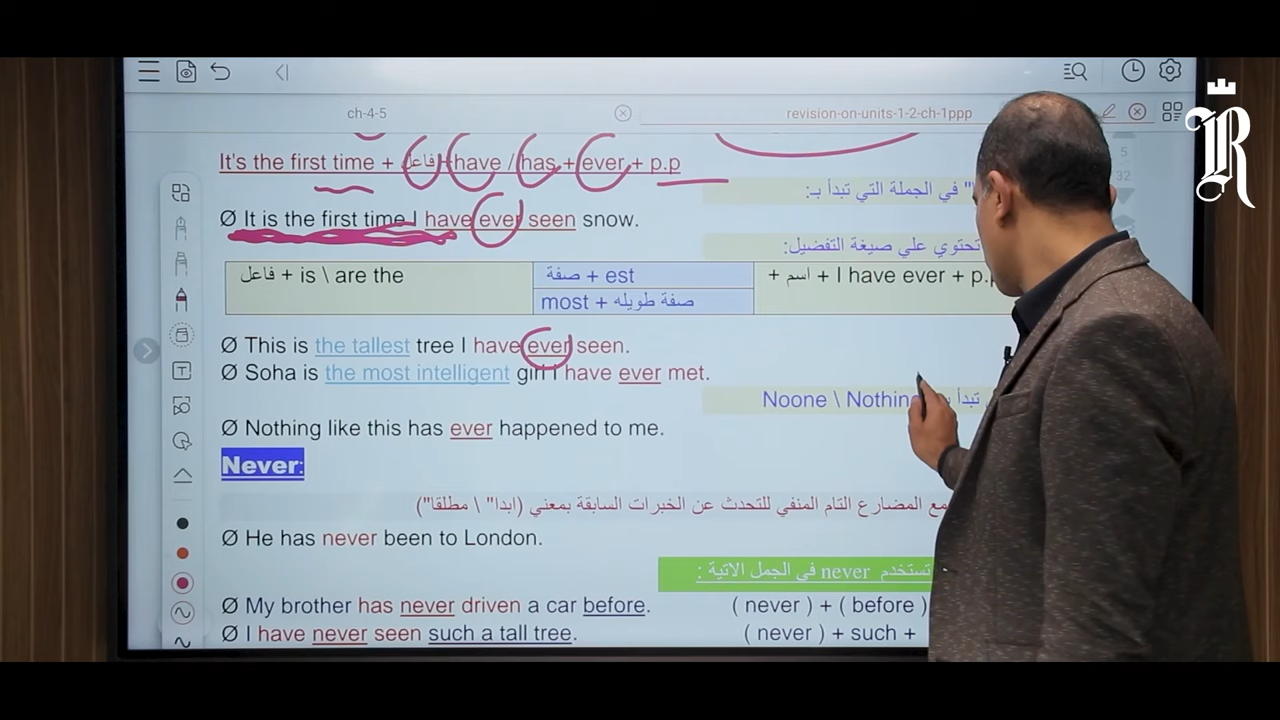 ch-4-5
revision-on-units-1-2-ch-1ppp
It's the first time + فاعل + have / has + ever + p.p
" في الجملة التي تبدأ بـ:
Ø It is the first time I have ever seen snow.
تحتوي علي صيغة التفضيل:
فاعل + is \ are the
صفة + est
most + صفة طويله
+ اسم + I have ever + p.p
Ø This is the tallest tree I have ever seen.
Ø Soha is the most intelligent girl I have ever met.
تبدأ Noone \ Nothing
Ø Nothing like this has ever happened to me.
Never:
مع المضارع التام المنفي للتحدث عن الخبرات السابقة بمعني (ابدا" \ مطلقا")
Ø He has never been to London.
تستخدم never في الجمل الاتية :
Ø My brother has never driven a car before. ( never ) + ( before )
Ø I have never seen such a tall tree. ( never ) + such +
5
32
R